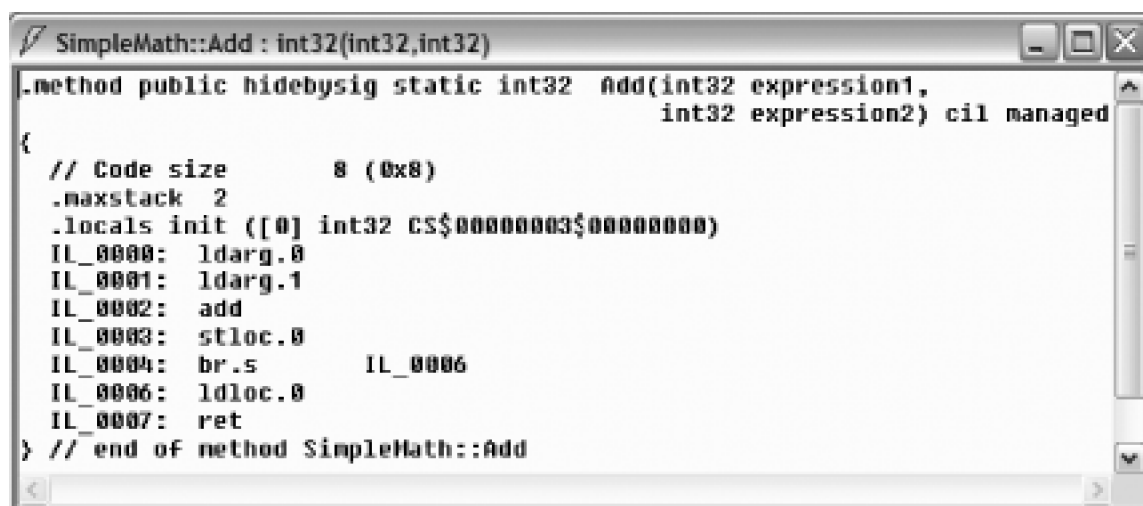 SimpleMath::Add : int32(int32,int32)
.method public hidebysig static int32  Add(int32 expression1,
                                           int32 expression2) cil managed
{
  // Code size       8 (0x8)
  .maxstack  2
  .locals init ([0] int32 CS$00000003$00000000)
  IL_0000:  ldarg.0
  IL_0001:  ldarg.1
  IL_0002:  add
  IL_0003:  stloc.0
  IL_0004:  br.s       IL_0006
  IL_0006:  ldloc.0
  IL_0007:  ret
} // end of method SimpleMath::Add